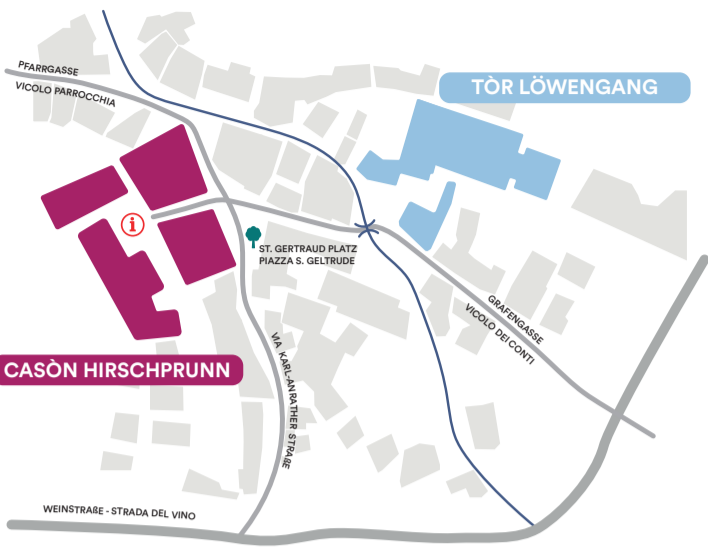 PFARRGASSE
VICOLO PARROCCHIA
TÒR LÖWENGANG
i
ST. GERTRAUD PLATZ
PIAZZA S. GELTRUDE
GRAFENGASSE
VICOLO DEI CONTI
VIA KARL-ANRATHER STRAßE
CASÒN HIRSCHPRUNN
WEINSTRAßE - STRADA DEL VINO